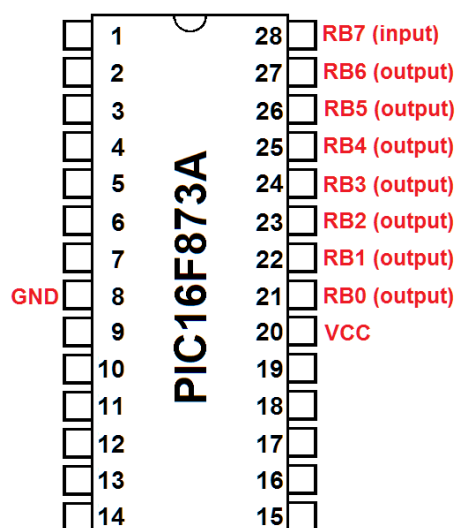 1 28 RB7 (input)
2 27 RB6 (output)
3 26 RB5 (output)
4 25 RB4 (output)
5 24 RB3 (output)
6 23 RB2 (output)
7 22 RB1 (output)
GND 8 21 RB0 (output)
9 20 VCC
10 19
11 18
12 17
13 16
14 15
PIC16F873A